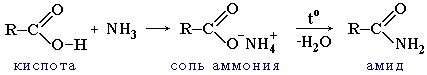 R–C(=O)O–H + NH₃ ⟶ R–C(=O)O⁻NH₄⁺ —t°, -H₂O→ R–C(=O)NH₂
кислота соль аммония амид